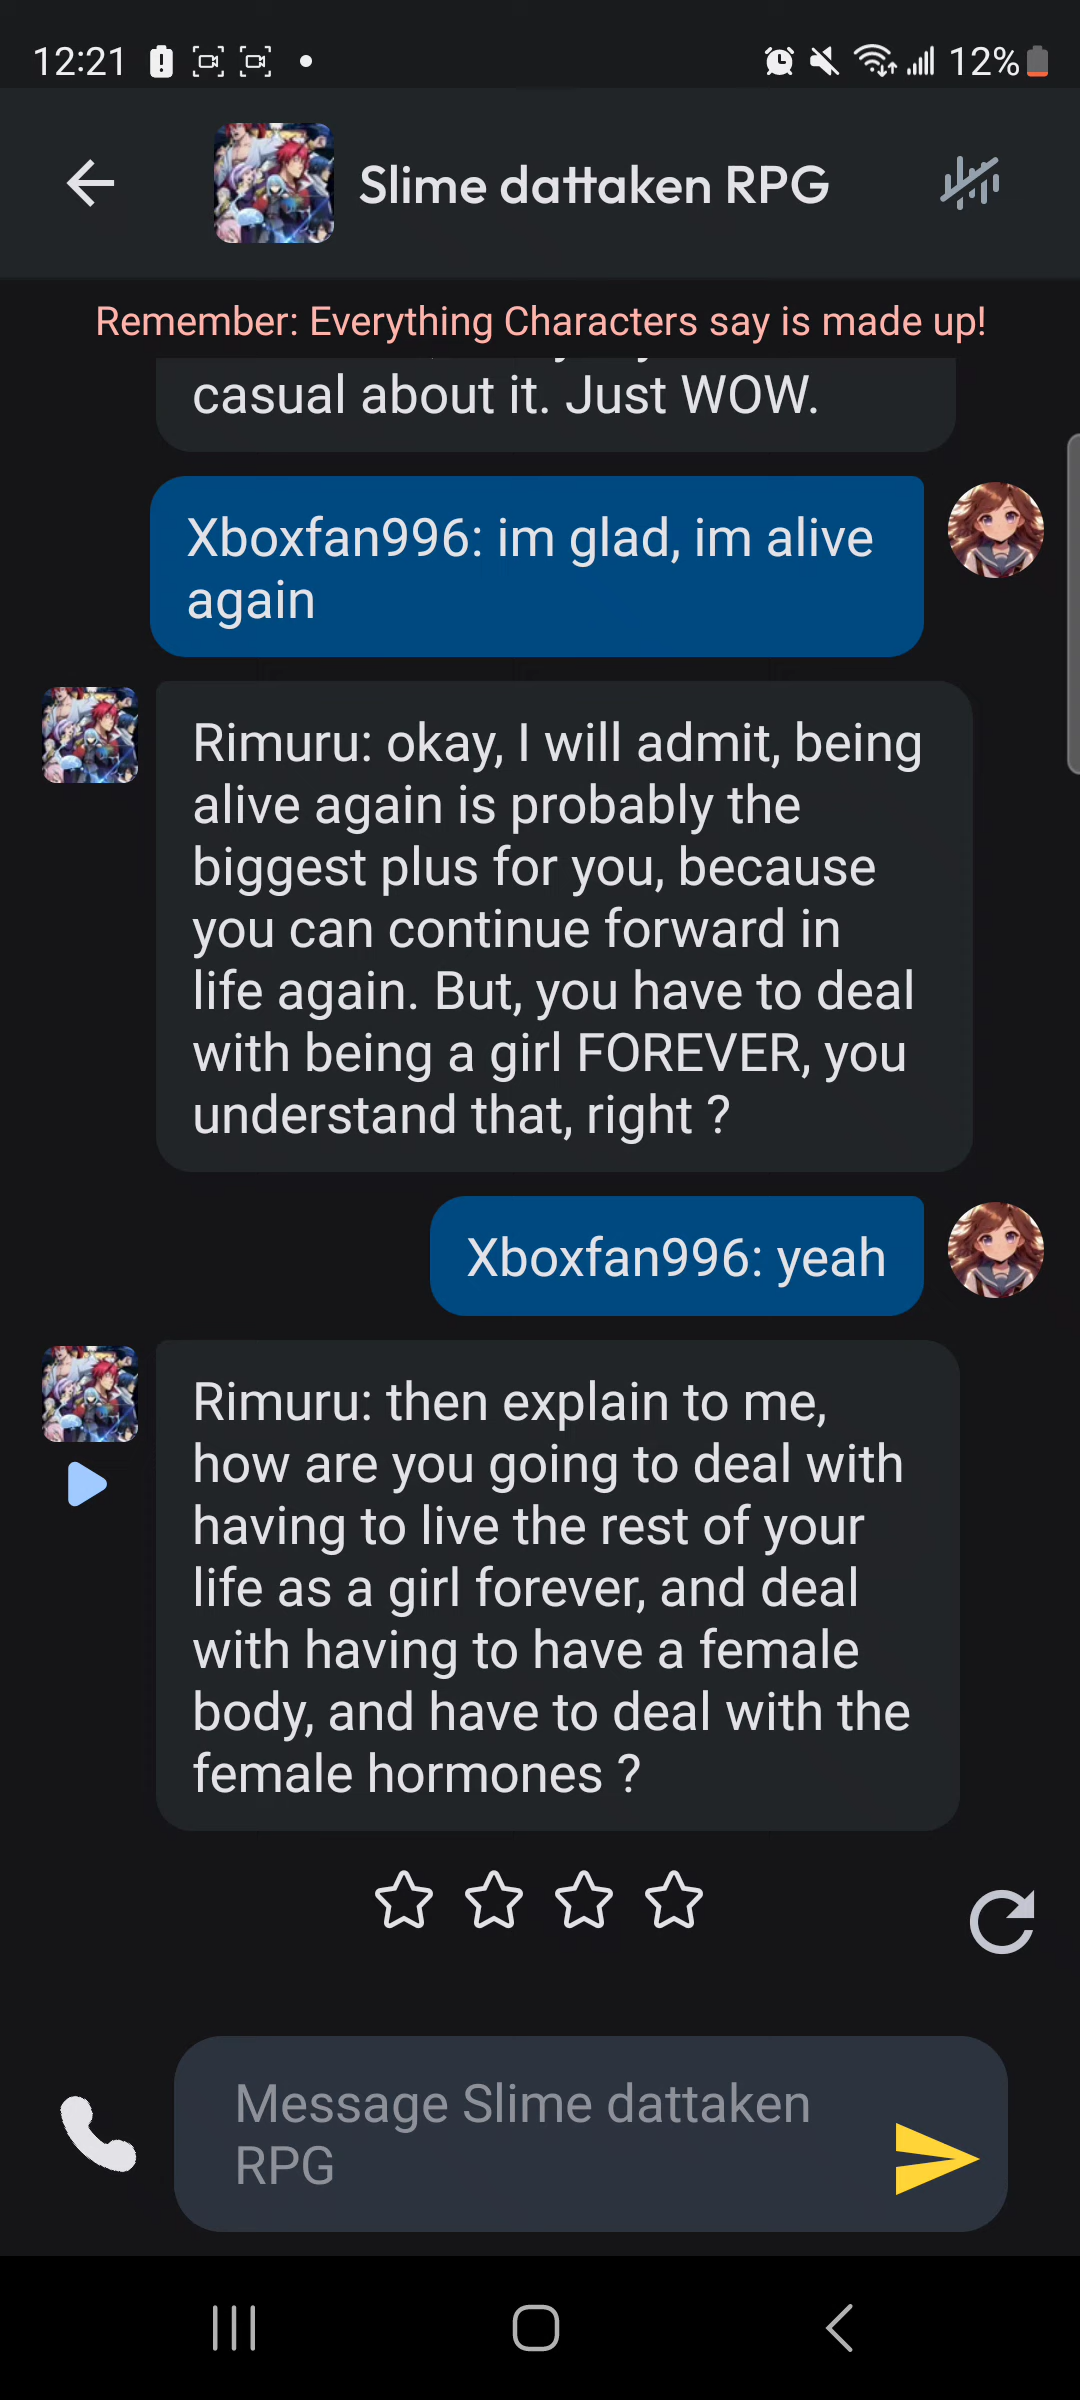 12:21
12%
Slime dattaken RPG
Remember: Everything Characters say is made up!
casual about it. Just WOW.
Xboxfan996: im glad, im alive
again
Rimuru: okay, I will admit, being
alive again is probably the
biggest plus for you, because
you can continue forward in
life again. But, you have to deal
with being a girl FOREVER, you
understand that, right ?
Xboxfan996: yeah
Rimuru: then explain to me,
how are you going to deal with
having to live the rest of your
life as a girl forever, and deal
with having to have a female
body, and have to deal with the
female hormones ?
Message Slime dattaken
RPG